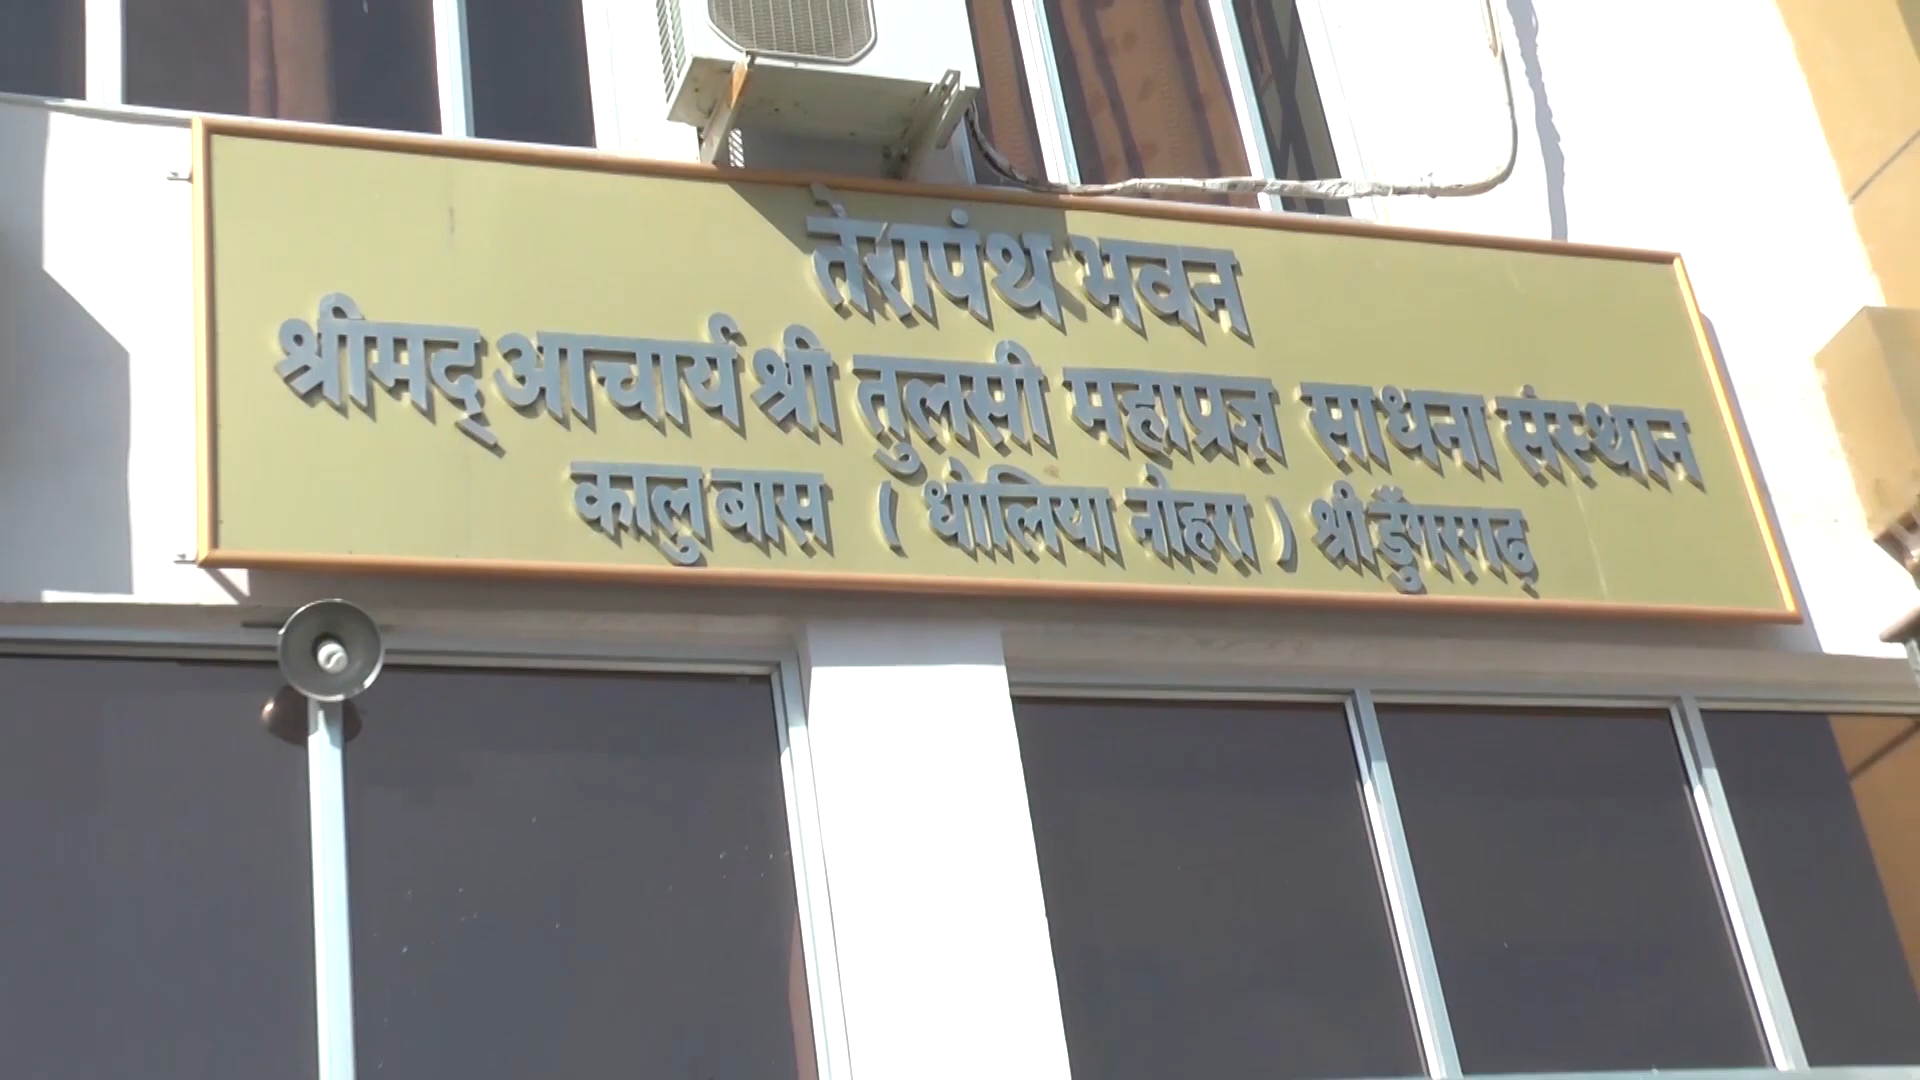 तेरापंथ भवन
श्रीमद् आचार्य श्री तुलसी महाप्रज्ञ साधना संस्थान
कालु बास ( धोलिया नोहरा ) श्री डुँगरगढ़